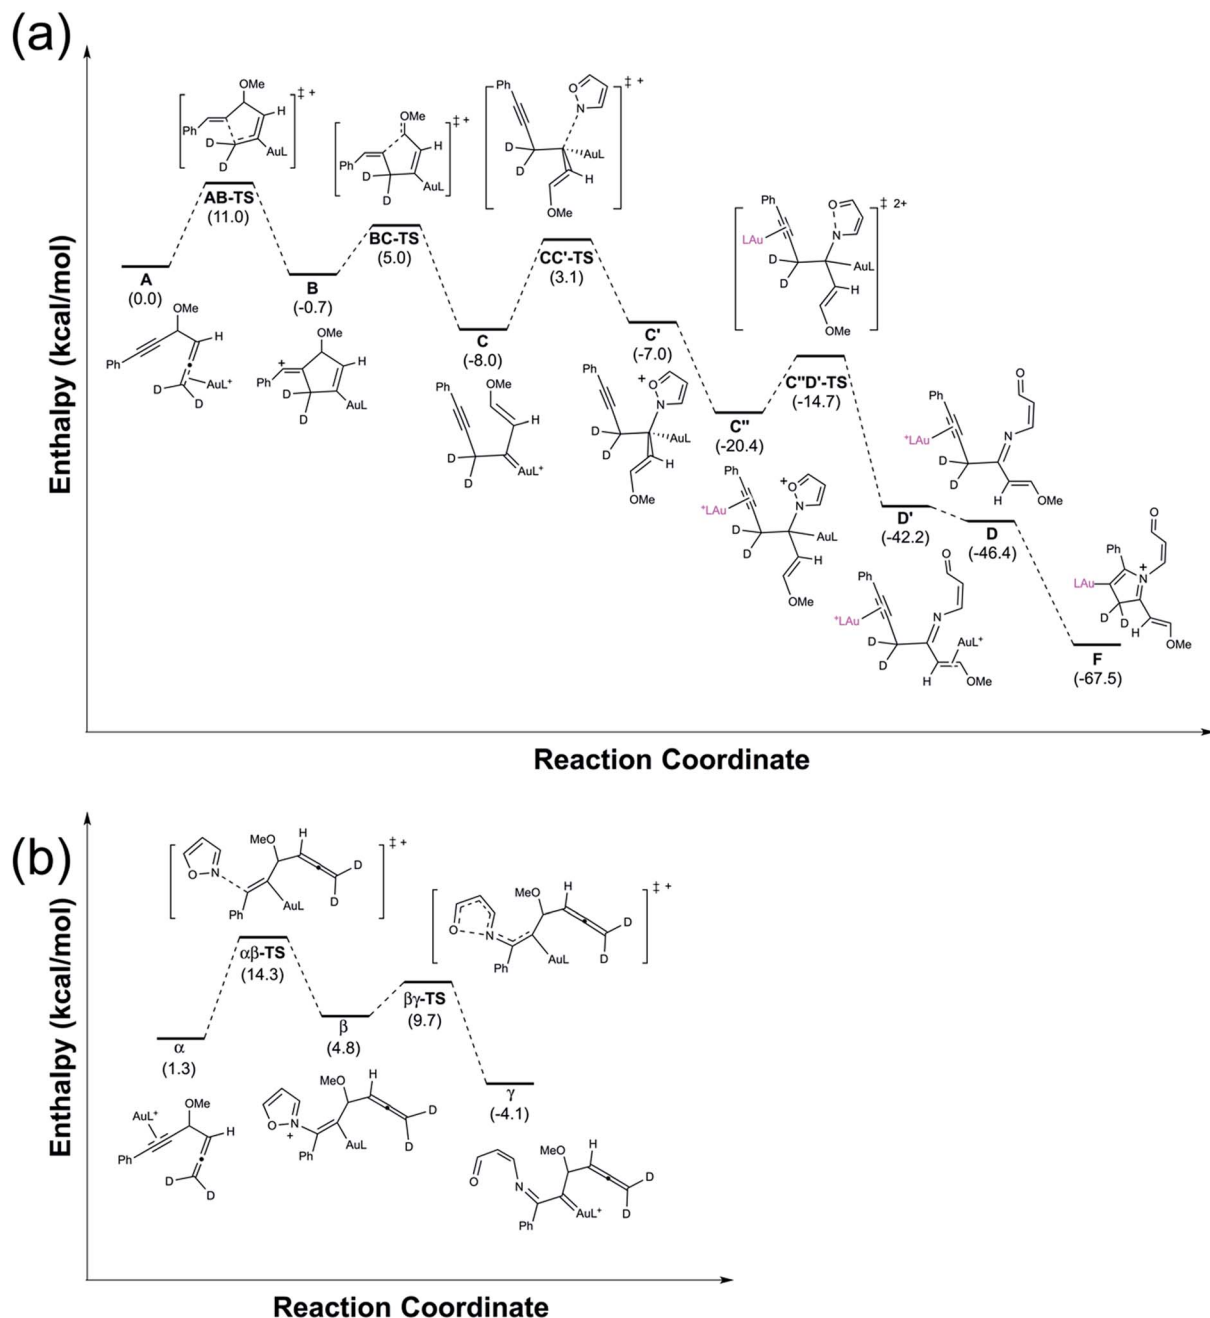 (a)
Enthalpy (kcal/mol)
OMe
H
Ph
D
D
AuL
‡ +
AB-TS
(11.0)
OMe
H
Ph
D
D
AuL
‡ +
BC-TS
(5.0)
Ph
O
N
D
D
AuL
H
OMe
‡ +
CC'-TS
(3.1)
Ph
LAu
O
N
D
D
AuL
H
OMe
‡ 2+
C''D'-TS
(-14.7)
A
(0.0)
OMe
H
Ph
AuL+
D
D
B
(-0.7)
OMe
+
H
Ph
D
D
AuL
C
(-8.0)
Ph
OMe
H
D
D
AuL+
C'
(-7.0)
Ph
+
O
N
D
D
AuL
H
OMe
C''
(-20.4)
Ph
+
O
N
+LAu
D
D
AuL
H
OMe
D'
(-42.2)
O
Ph
N
+LAu
D
D
AuL+
H
OMe
D
(-46.4)
O
Ph
N
+LAu
D
D
H
OMe
F
(-67.5)
O
Ph
+
N
LAu
D
D
H
OMe
Reaction Coordinate
(b)
Enthalpy (kcal/mol)
O
N
MeO
H
D
D
AuL
Ph
‡ +
αβ-TS
(14.3)
O
N
MeO
H
D
D
AuL
Ph
‡ +
βγ-TS
(9.7)
α
(1.3)
AuL+
OMe
H
Ph
D
D
β
(4.8)
MeO
H
O
N
+
D
D
AuL
Ph
γ
(-4.1)
MeO
H
O
N
D
D
AuL+
Ph
Reaction Coordinate